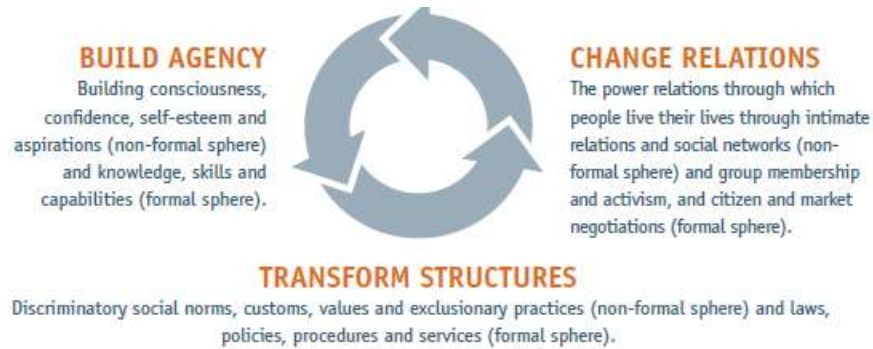 BUILD AGENCY
Building consciousness,
confidence, self-esteem and
aspirations (non-formal sphere)
and knowledge, skills and
capabilities (formal sphere).
CHANGE RELATIONS
The power relations through which
people live their lives through intimate
relations and social networks (non-
formal sphere) and group membership
and activism, and citizen and market
negotiations (formal sphere).
TRANSFORM STRUCTURES
Discriminatory social norms, customs, values and exclusionary practices (non-formal sphere) and laws,
policies, procedures and services (formal sphere).